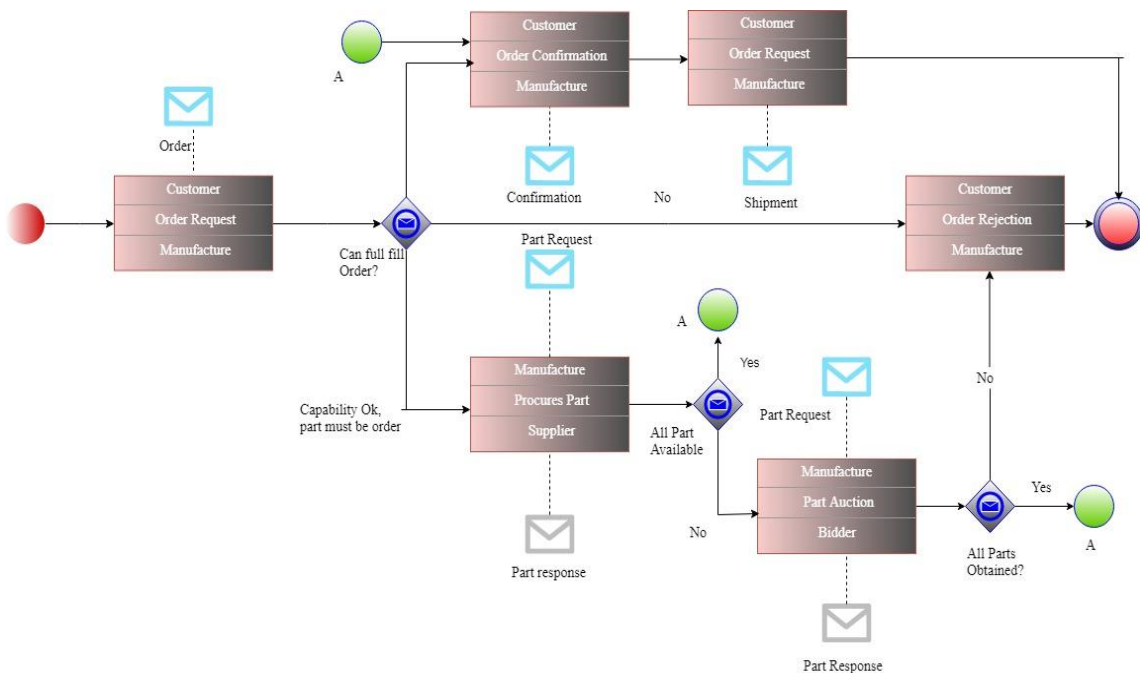 Customer
Order Confirmation
Manufacture
Customer
Order Request
Manufacture
A
Order
Confirmation
Shipment
Customer
Order Request
Manufacture
Can full fill
Order?
No
Customer
Order Rejection
Manufacture
Part Request
A
Yes
Manufacture
Procures Part
Supplier
Capability Ok,
part must be order
All Part
Available
No
Part Request
No
Manufacture
Part Auction
Bidder
Yes
A
All Parts
Obtained?
Part response
Part Response